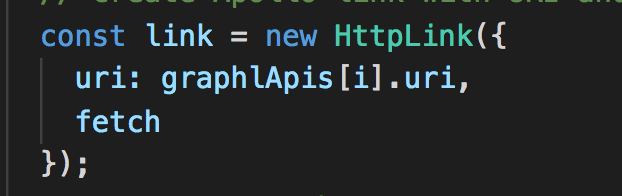 const link = new HttpLink({
uri: graphlApis[i].uri,
fetch
});